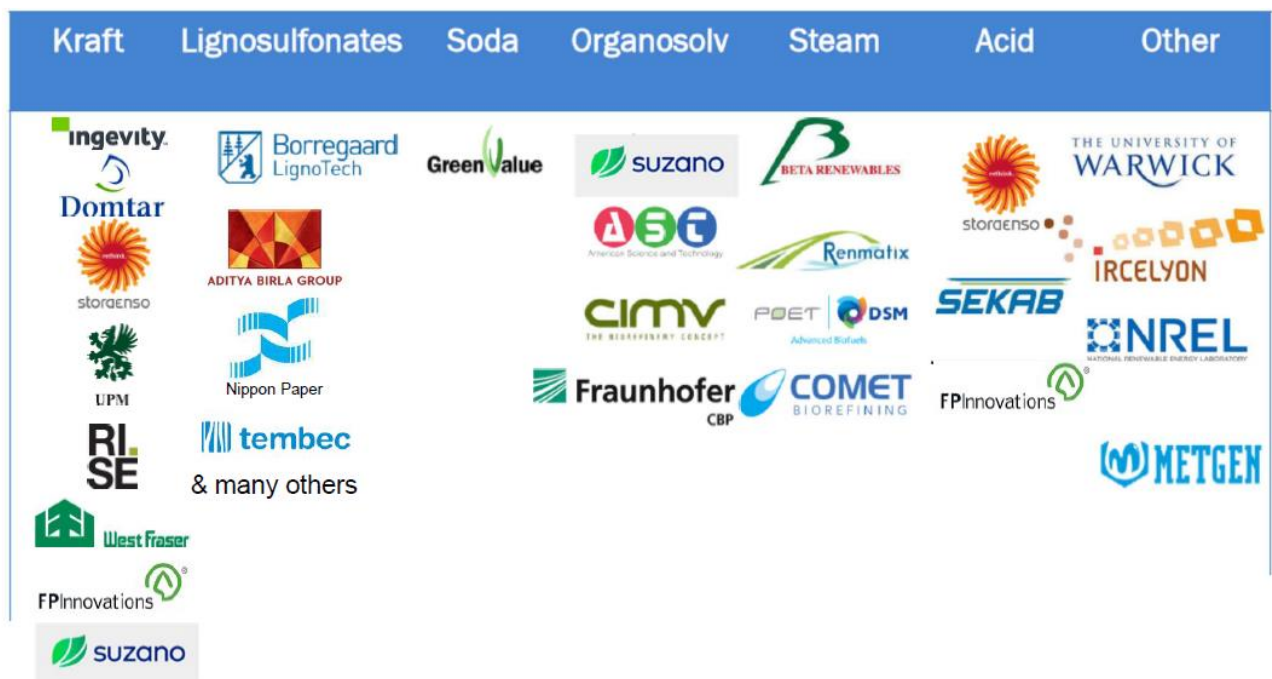 Kraft
Lignosulfonates
Soda
Organosolv
Steam
Acid
Other
ingevity
Domtar
rethink.
storaenso
UPM
RI.
SE
West Fraser
FPInnovations®
suzano
Borregaard
LignoTech
ADITYA BIRLA GROUP
Nippon Paper
tembec
& many others
GreenValue
suzano
AST
American Science and Technology
CIMV
THE BIOREFINERY CONCEPT
Fraunhofer
CBP
BETA RENEWABLES
Renmatix
POET DSM
Advanced Biofuels
COMET
BIOREFINING
rethink.
storaenso
SEKAB
FPInnovations®
THE UNIVERSITY OF
WARWICK
IRCELYON
NREL
NATIONAL RENEWABLE ENERGY LABORATORY
METGEN